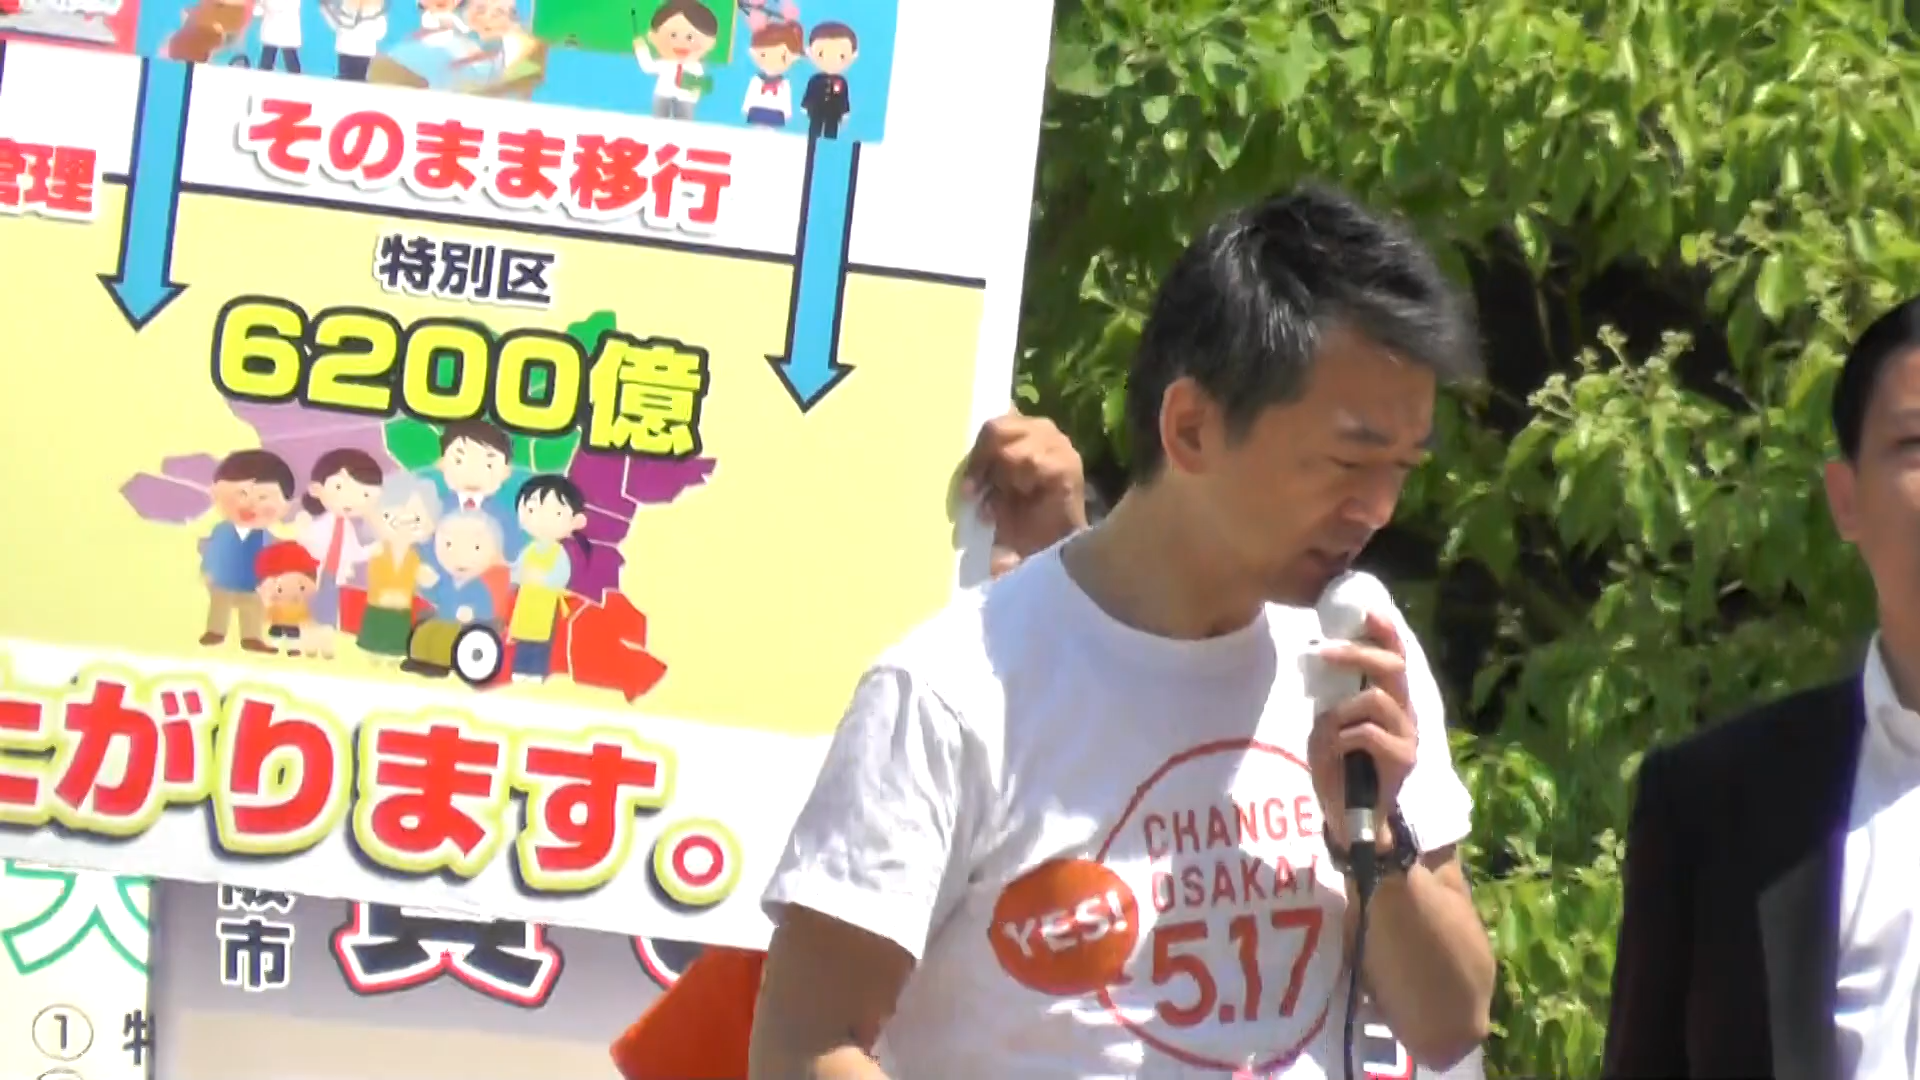 管理
そのまま移行
特別区
6200億
がります。
市
① 特
CHANGE
OSAKA!
YES!
5.17